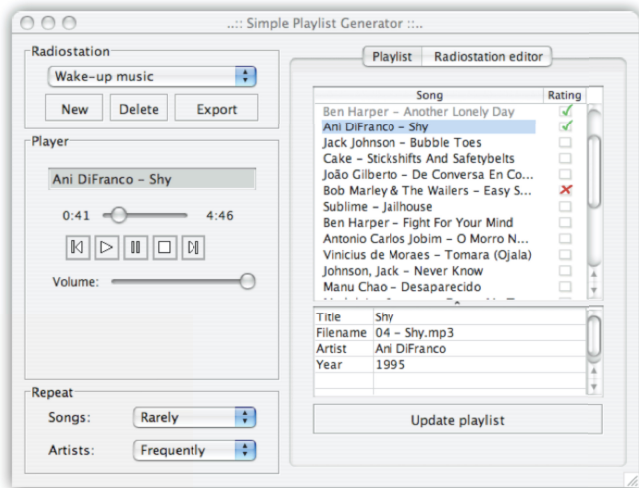 ..:: Simple Playlist Generator ::..
Radiostation
Wake-up music
New Delete Export
Player
Ani DiFranco – Shy
0:41 4:46
Volume:
Repeat
Songs: Rarely
Artists: Frequently
Playlist Radiostation editor
Song Rating
Ben Harper – Another Lonely Day
Ani DiFranco – Shy
Jack Johnson – Bubble Toes
Cake – Stickshifts And Safetybelts
João Gilberto – De Conversa En Co...
Bob Marley & The Wailers – Easy S...
Sublime – Jailhouse
Ben Harper – Fight For Your Mind
Antonio Carlos Jobim – O Morro N...
Vinicius de Moraes – Tomara (Ojala)
Johnson, Jack – Never Know
Manu Chao – Desaparecido
Title Shy
Filename 04 – Shy.mp3
Artist Ani DiFranco
Year 1995
Update playlist